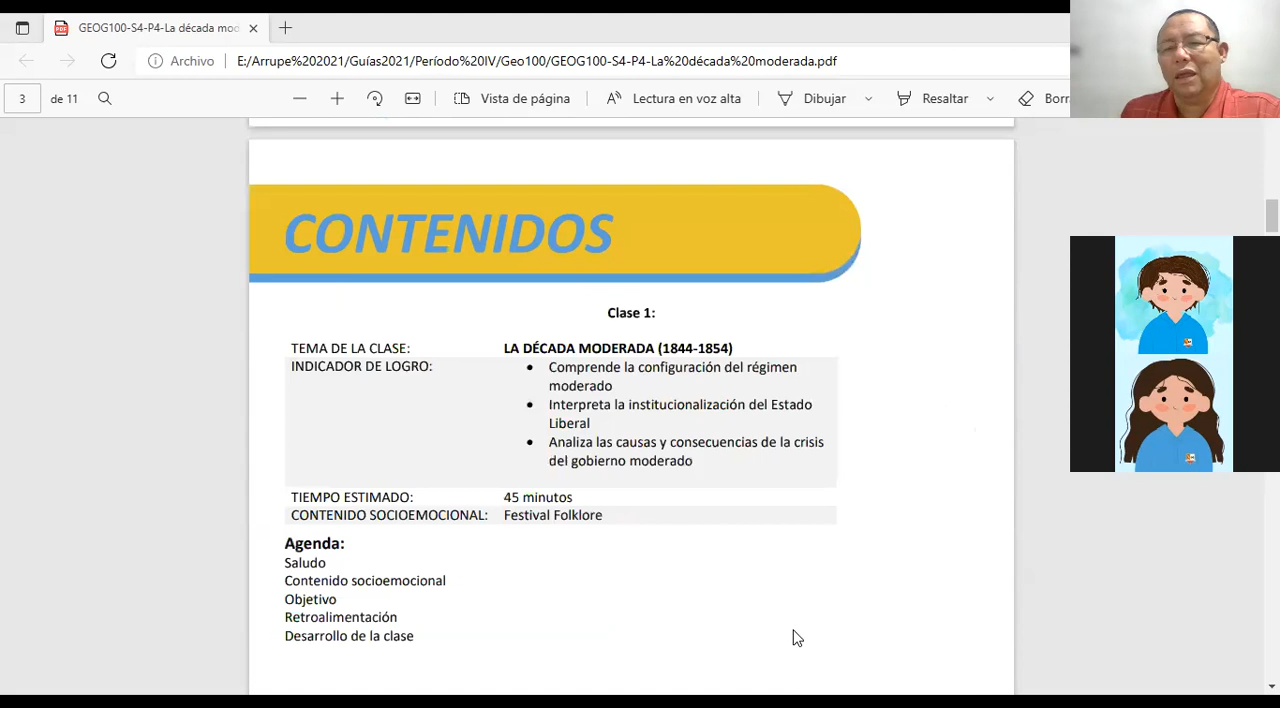 GEOG100-S4-P4-La década mod
Archivo
E:/Arrupe%202021/Guías2021/Período%20IV/Geo100/GEOG100-S4-P4-La%20década%20moderada.pdf
3
de 11
Vista de página
Lectura en voz alta
Dibujar
Resaltar
Borr
CONTENIDOS
Clase 1:
TEMA DE LA CLASE: LA DÉCADA MODERADA (1844-1854)
INDICADOR DE LOGRO: • Comprende la configuración del régimen
moderado
• Interpreta la institucionalización del Estado
Liberal
• Analiza las causas y consecuencias de la crisis
del gobierno moderado
TIEMPO ESTIMADO: 45 minutos
CONTENIDO SOCIOEMOCIONAL: Festival Folklore
Agenda:
Saludo
Contenido socioemocional
Objetivo
Retroalimentación
Desarrollo de la clase